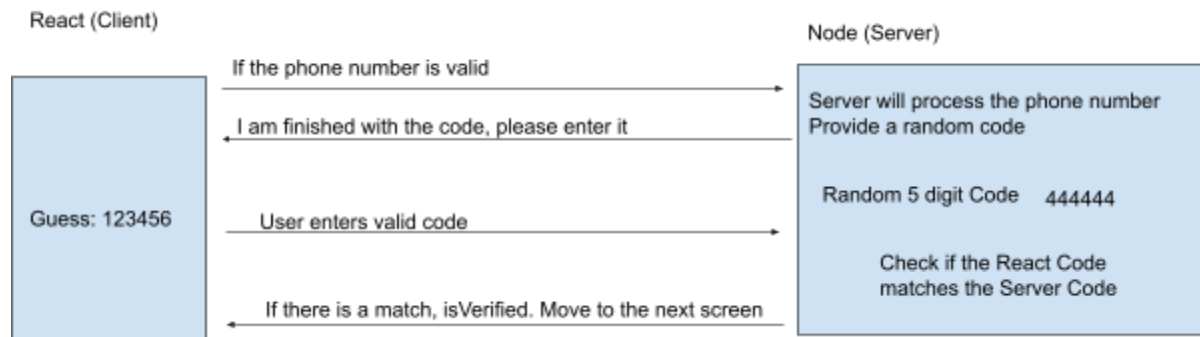 React (Client)
Node (Server)
If the phone number is valid
Server will process the phone number
Provide a random code
I am finished with the code, please enter it
Random 5 digit Code 444444
Guess: 123456
User enters valid code
Check if the React Code
matches the Server Code
If there is a match, isVerified. Move to the next screen